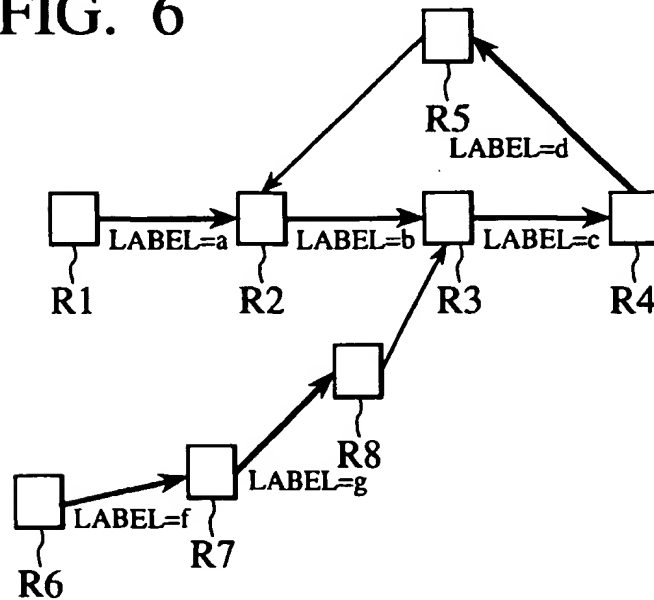 FIG. 6
R5
LABEL=d
LABEL=a
LABEL=b
LABEL=c
R1
R2
R3
R4
R8
LABEL=g
LABEL=f
R7
R6